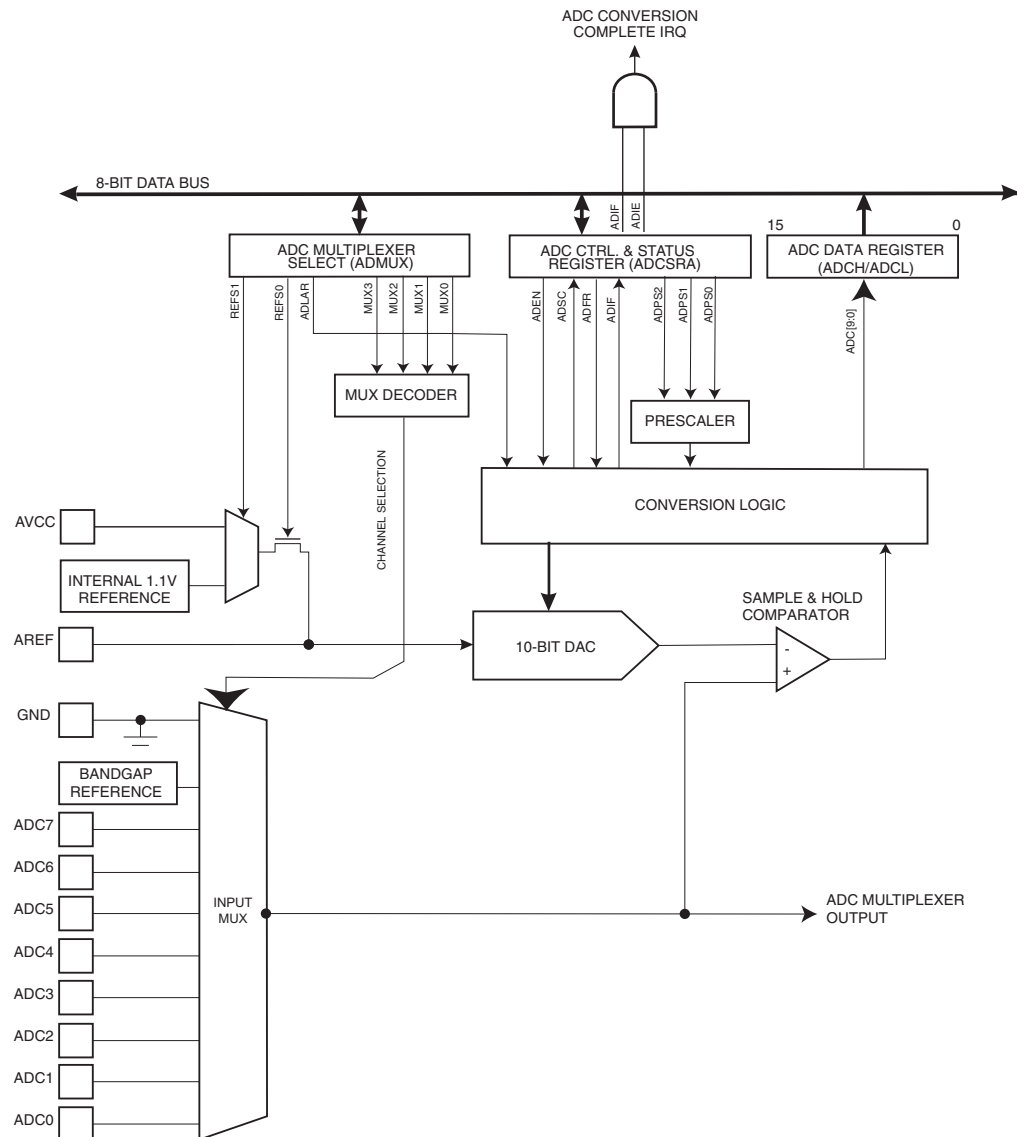 ADC CONVERSION
COMPLETE IRQ
8-BIT DATA BUS
ADIF
ADIE
15
0
ADC MULTIPLEXER
SELECT (ADMUX)
ADC CTRL. & STATUS
REGISTER (ADCSRA)
ADC DATA REGISTER
(ADCH/ADCL)
REFS1
REFS0
ADLAR
MUX3
MUX2
MUX1
MUX0
ADEN
ADSC
ADFR
ADIF
ADPS2
ADPS1
ADPS0
ADC[9:0]
MUX DECODER
PRESCALER
CHANNEL SELECTION
CONVERSION LOGIC
AVCC
INTERNAL 1.1V
REFERENCE
SAMPLE & HOLD
COMPARATOR
AREF
10-BIT DAC
-
+
GND
BANDGAP
REFERENCE
ADC7
ADC6
ADC5
INPUT
MUX
ADC MULTIPLEXER
OUTPUT
ADC4
ADC3
ADC2
ADC1
ADC0